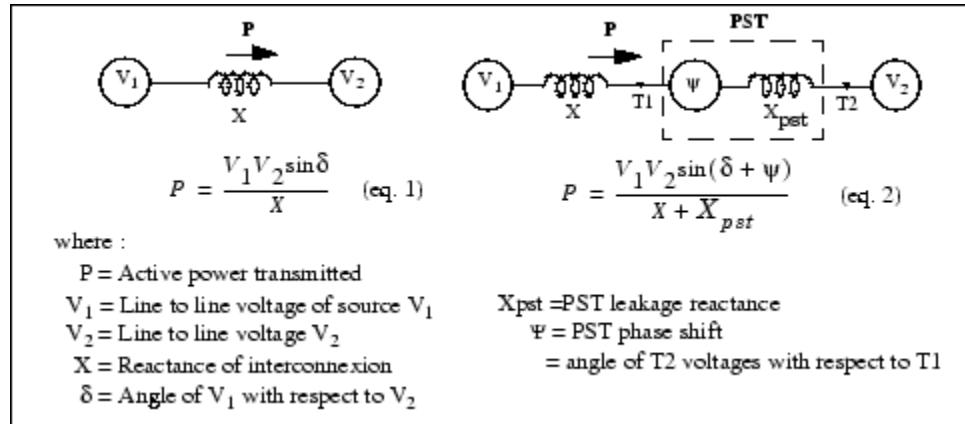 P
V1 X V2
P = V1V2sinδ / X (eq. 1)
P PST
V1 X T1 Ψ Xpst T2 V2
P = V1V2sin(δ + ψ) / X + Xpst (eq. 2)
where :
P = Active power transmitted
V1 = Line to line voltage of source V1
V2 = Line to line voltage V2
X = Reactance of interconnexion
δ = Angle of V1 with respect to V2
Xpst =PST leakage reactance
Ψ = PST phase shift
= angle of T2 voltages with respect to T1